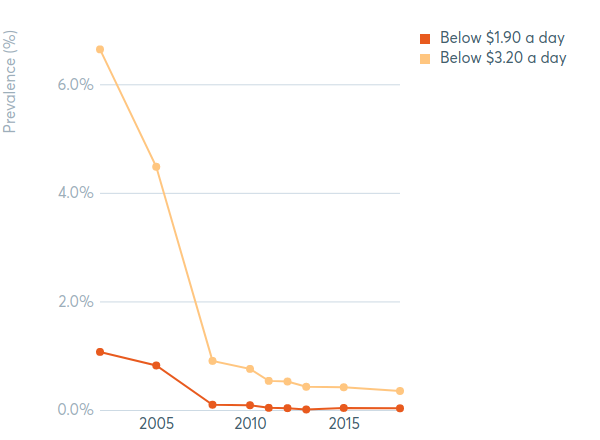 Prevalence (%)
Below $1.90 a day
Below $3.20 a day
6.0%
4.0%
2.0%
0.0%
2005 2010 2015